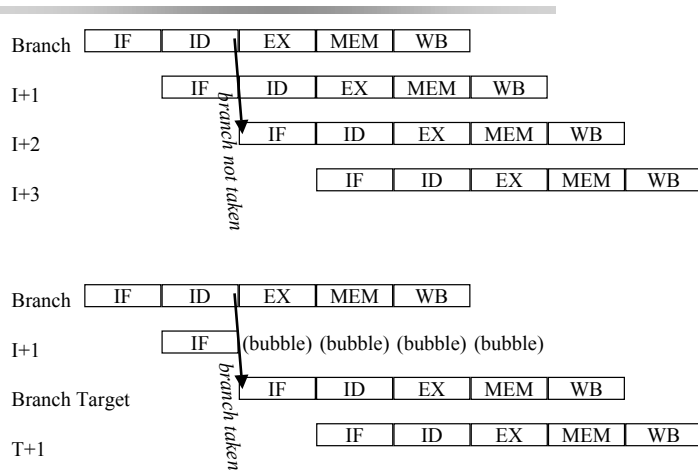 Branch IF ID EX MEM WB
I+1 IF ID EX MEM WB
I+2 IF ID EX MEM WB
I+3 IF ID EX MEM WB
branch not taken
Branch IF ID EX MEM WB
I+1 IF (bubble) (bubble) (bubble) (bubble)
Branch Target IF ID EX MEM WB
T+1 IF ID EX MEM WB
branch taken